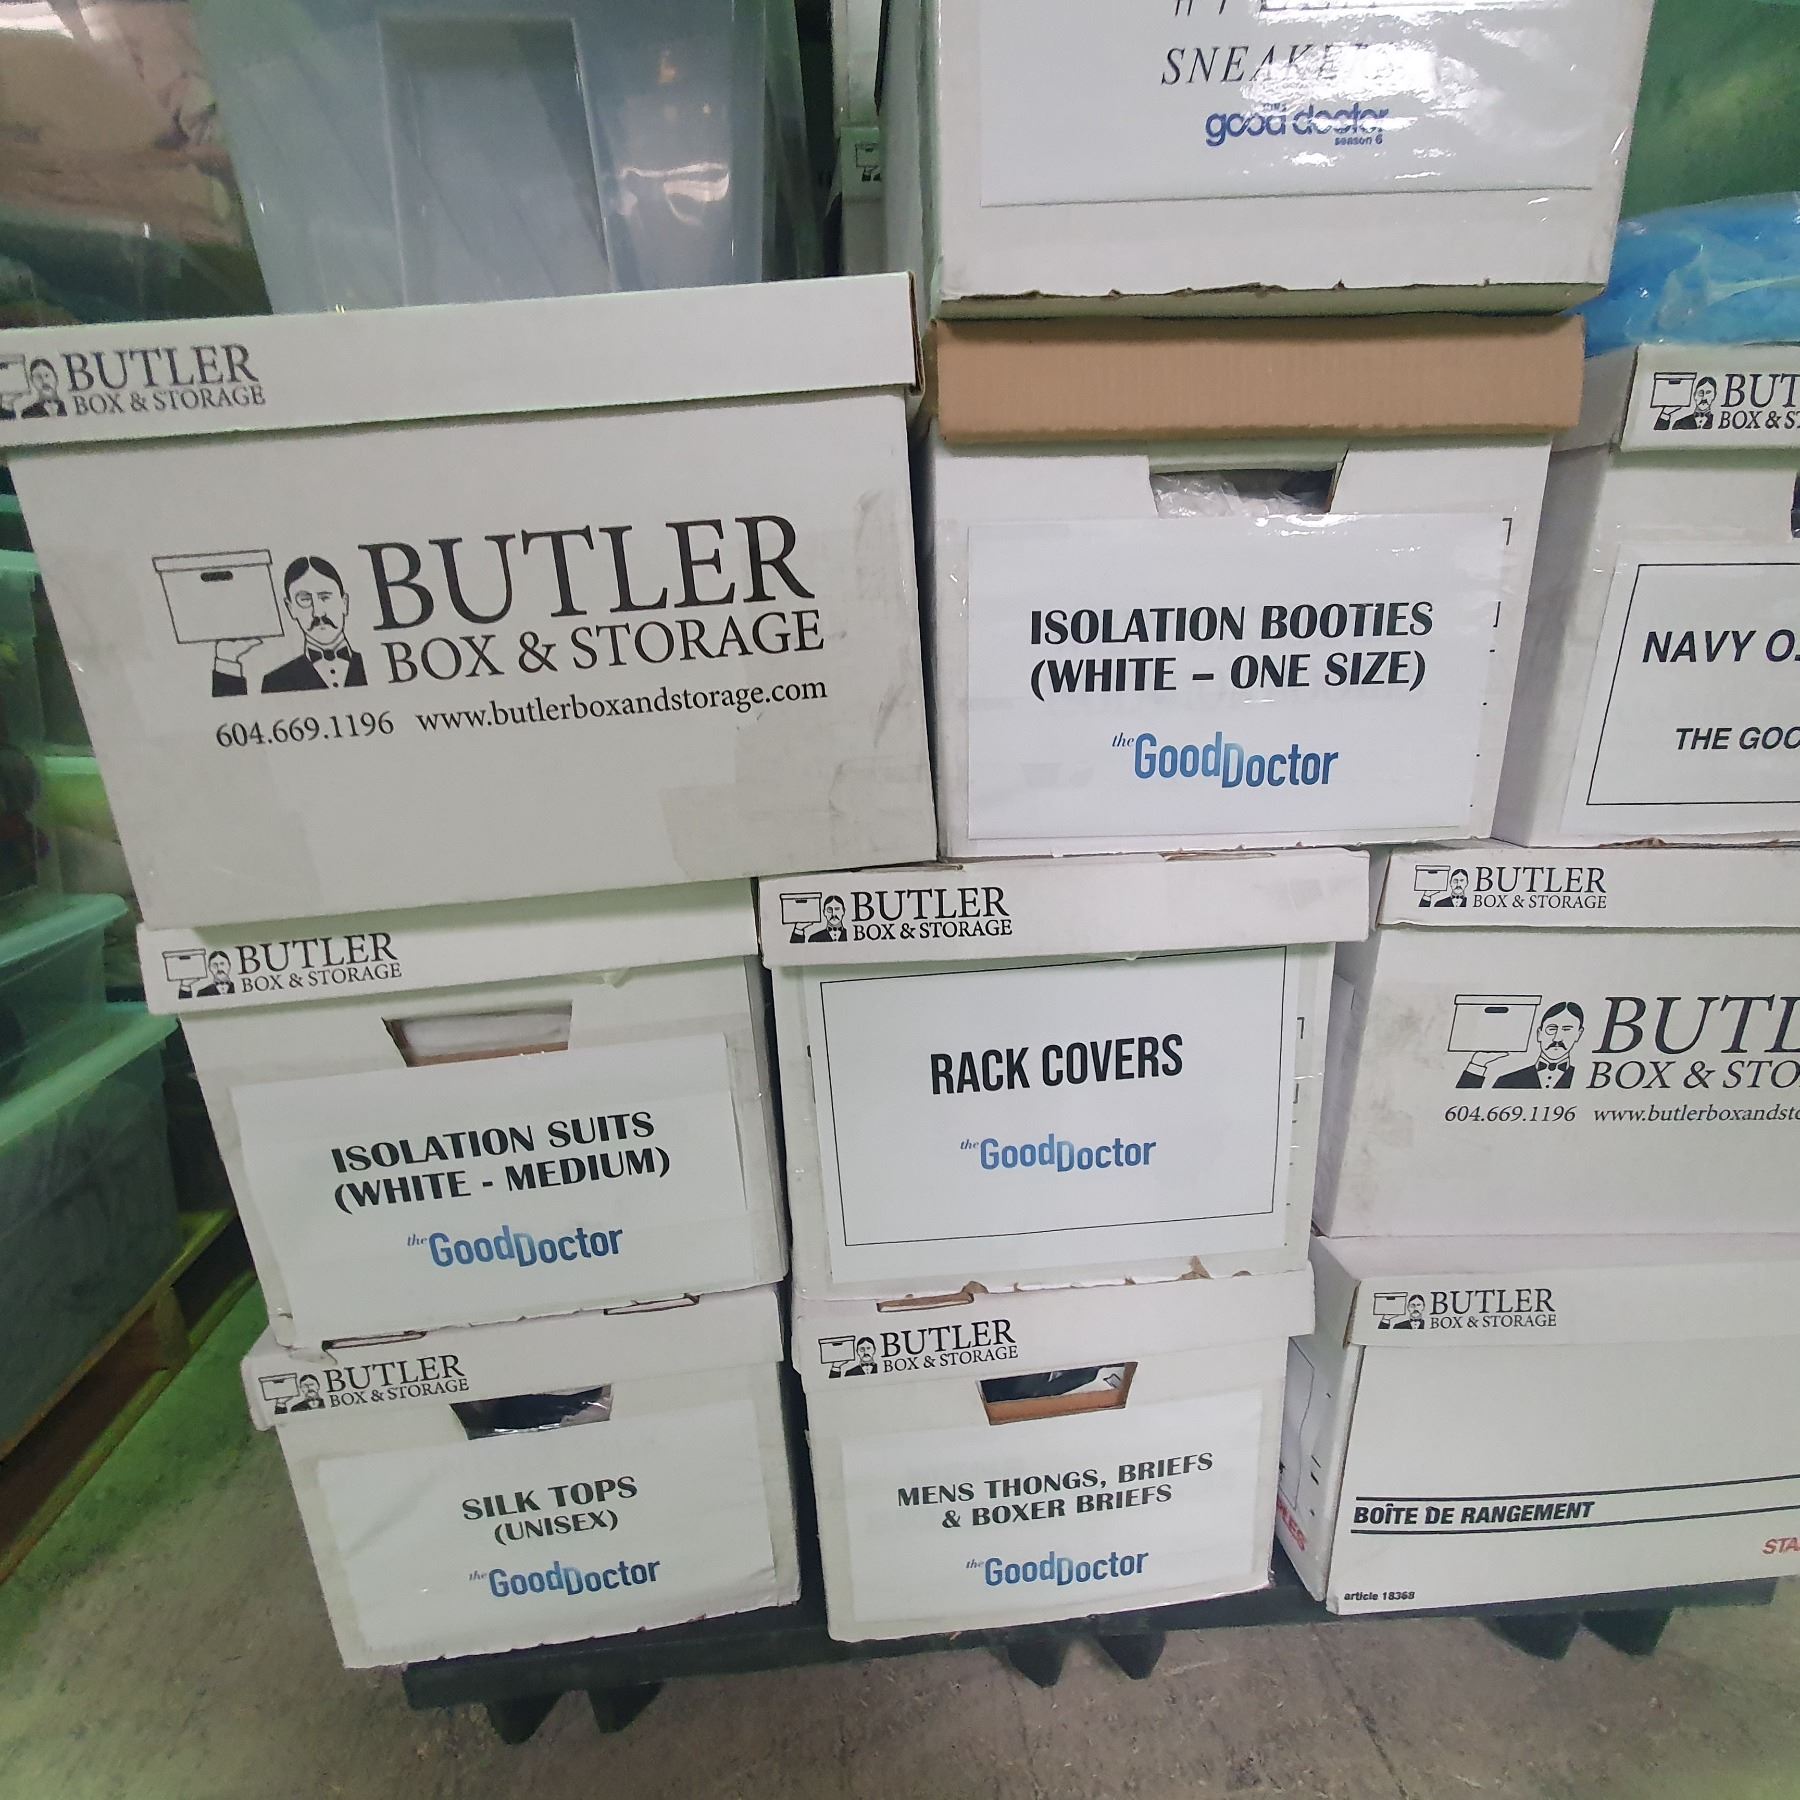 SNEAKE
good doctor
season 6
BUTLER
BOX & STORAGE
BUTLER
BOX & STORAGE
604.669.1196 www.butlerboxandstorage.com
ISOLATION BOOTIES
(WHITE – ONE SIZE)
the GoodDoctor
BUT
BOX & S
NAVY O
THE GOO
BUTLER
BOX & STORAGE
ISOLATION SUITS
(WHITE - MEDIUM)
the GoodDoctor
BUTLER
BOX & STORAGE
RACK COVERS
the GoodDoctor
BUTLER
BOX & STORAGE
BUTL
BOX & STO
604.669.1196 www.butlerboxandsto
BUTLER
BOX & STORAGE
SILK TOPS
(UNISEX)
the GoodDoctor
BUTLER
BOX & STORAGE
MENS THONGS, BRIEFS
& BOXER BRIEFS
the GoodDoctor
BUTLER
BOX & STORAGE
BOÎTE DE RANGEMENT
STA
article 18368